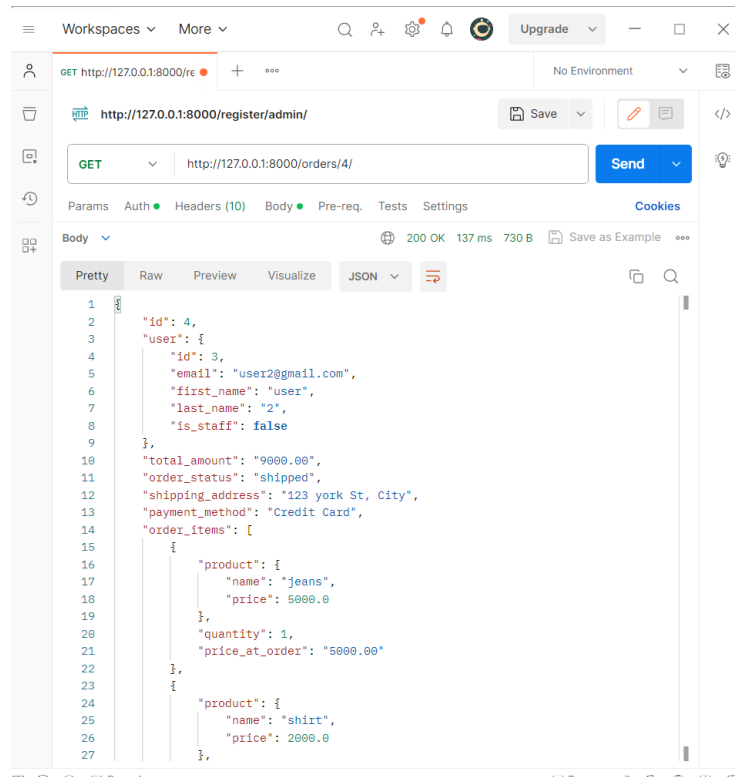 Workspaces More Upgrade
GET http://127.0.0.1:8000/re No Environment
HTTP http://127.0.0.1:8000/register/admin/ Save
GET http://127.0.0.1:8000/orders/4/ Send
Params Auth Headers (10) Body Pre-req. Tests Settings Cookies
Body 200 OK 137 ms 730 B Save as Example
Pretty Raw Preview Visualize JSON
1 {
2 "id": 4,
3 "user": {
4 "id": 3,
5 "email": "user2@gmail.com",
6 "first_name": "user",
7 "last_name": "2",
8 "is_staff": false
9 },
10 "total_amount": "9000.00",
11 "order_status": "shipped",
12 "shipping_address": "123 york St, City",
13 "payment_method": "Credit Card",
14 "order_items": [
15 {
16 "product": {
17 "name": "jeans",
18 "price": 5000.0
19 },
20 "quantity": 1,
21 "price_at_order": "5000.00"
22 },
23 {
24 "product": {
25 "name": "shirt",
26 "price": 2000.0
27 },